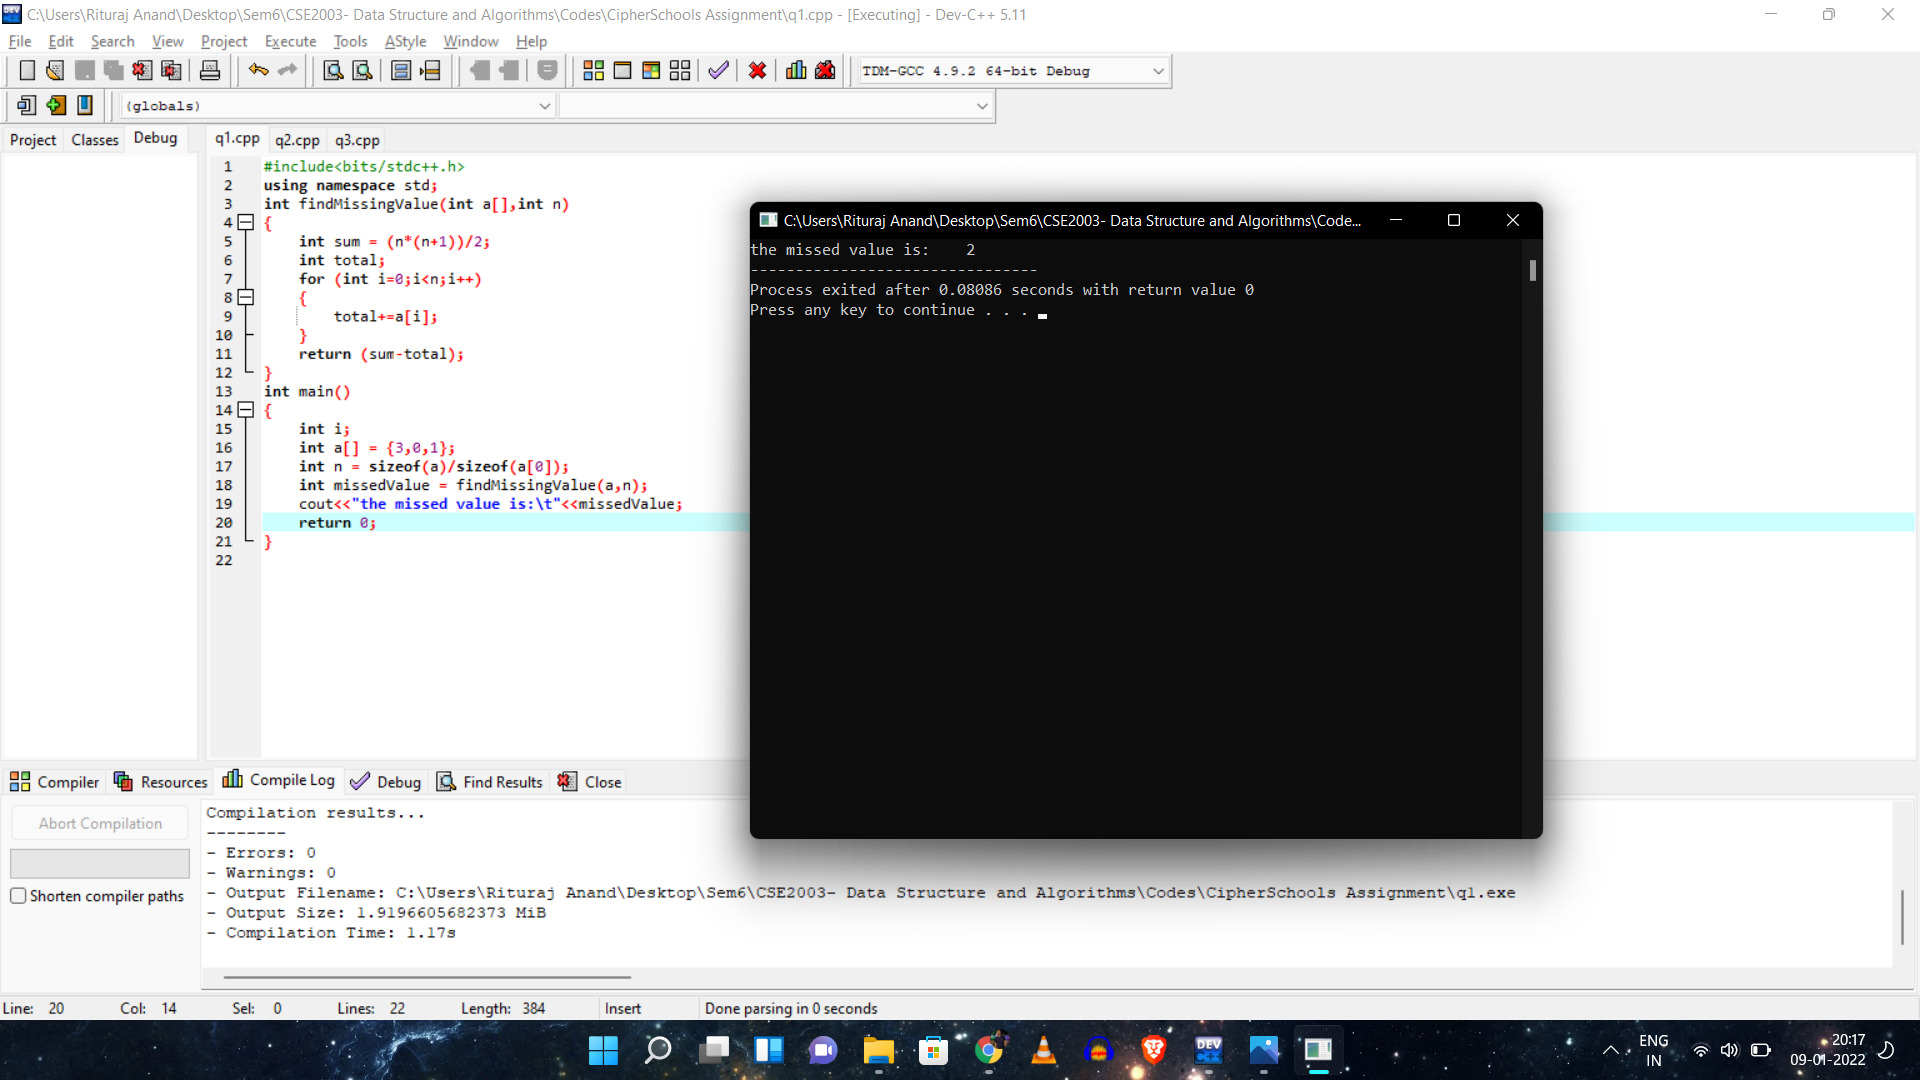 C:\Users\Rituraj Anand\Desktop\Sem6\CSE2003- Data Structure and Algorithms\Codes\CipherSchools Assignment\q1.cpp - [Executing] - Dev-C++ 5.11
File Edit Search View Project Execute Tools AStyle Window Help
TDM-GCC 4.9.2 64-bit Debug
(globals)
Project Classes Debug
q1.cpp q2.cpp q3.cpp
1 #include<bits/stdc++.h>
2 using namespace std;
3 int findMissingValue(int a[],int n)
4 {
5 int sum = (n*(n+1))/2;
6 int total;
7 for (int i=0;i<n;i++)
8 {
9 total+=a[i];
10 }
11 return (sum-total);
12 }
13 int main()
14 {
15 int i;
16 int a[] = {3,0,1};
17 int n = sizeof(a)/sizeof(a[0]);
18 int missedValue = findMissingValue(a,n);
19 cout<<"the missed value is:\t"<<missedValue;
20 return 0;
21 }
22
C:\Users\Rituraj Anand\Desktop\Sem6\CSE2003- Data Structure and Algorithms\Code...
the missed value is: 2
--------------------------------
Process exited after 0.08086 seconds with return value 0
Press any key to continue . . .
Compiler Resources Compile Log Debug Find Results Close
Abort Compilation
Shorten compiler paths
Compilation results...
--------
- Errors: 0
- Warnings: 0
- Output Filename: C:\Users\Rituraj Anand\Desktop\Sem6\CSE2003- Data Structure and Algorithms\Codes\CipherSchools Assignment\q1.exe
- Output Size: 1.9196605682373 MiB
- Compilation Time: 1.17s
Line: 20 Col: 14 Sel: 0 Lines: 22 Length: 384 Insert Done parsing in 0 seconds
DEV
ENG
IN
20:17
09-01-2022